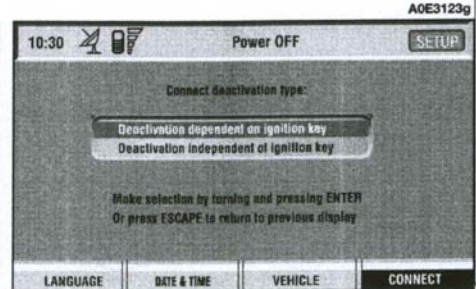 A0E3123g
10:30 Power OFF SETUP
Connect deactivation type:
Deactivation dependent on ignition key
Deactivation independent of ignition key
Make selection by turning and pressing ENTER
Or press ESCAPE to return to previous display
LANGUAGE DATE & TIME VEHICLE CONNECT